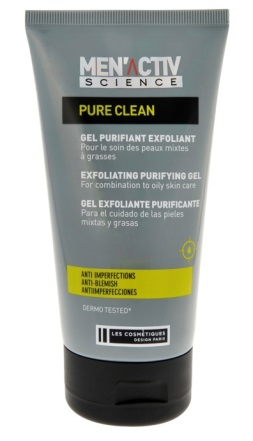 MEN'ACTIV
SCIENCE
PURE CLEAN
GEL PURIFIANT EXFOLIANT
Pour le soin des peaux mixtes
à grasses
EXFOLIATING PURIFYING GEL
For combination to oily skin care
GEL EXFOLIANTE PURIFICANTE
Para el cuidado de las pieles
mixtas y grasas
ANTI IMPERFECTIONS
ANTI-BLEMISH
ANTIIMPERFECCIONES
DERMO TESTED*
LES COSMÉTIQUES
DESIGN PARIS